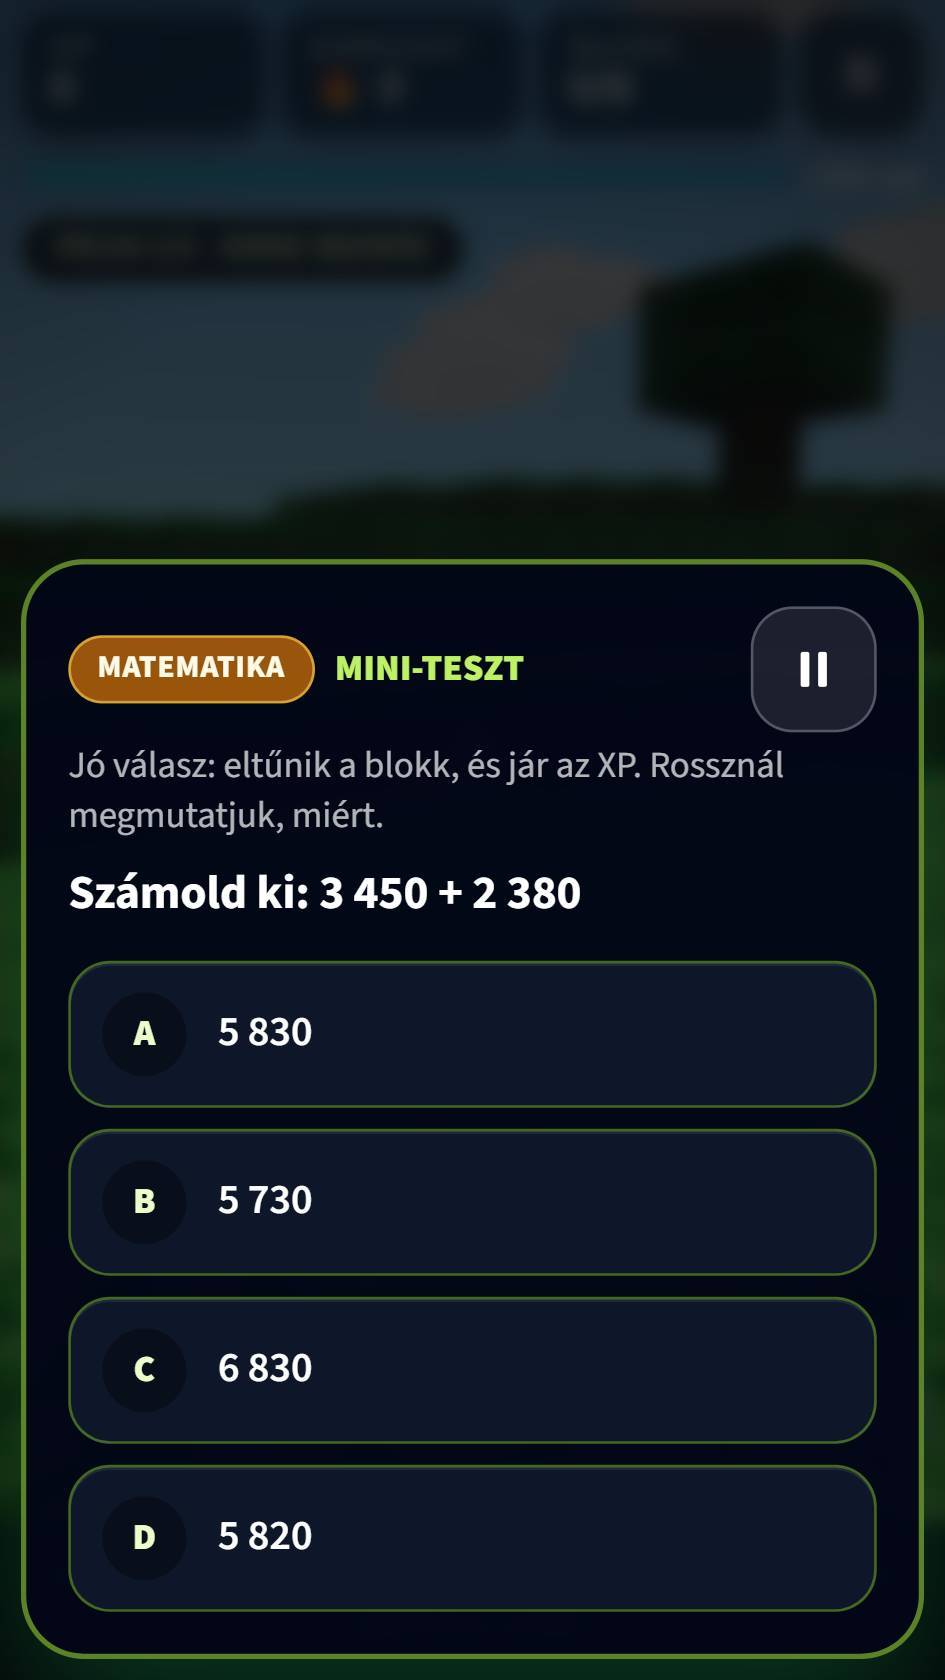 MATEMATIKA MINI-TESZT
Jó válasz: eltűnik a blokk, és jár az XP. Rossznál
megmutatjuk, miért.
Számold ki: 3 450 + 2 380
A 5 830
B 5 730
C 6 830
D 5 820